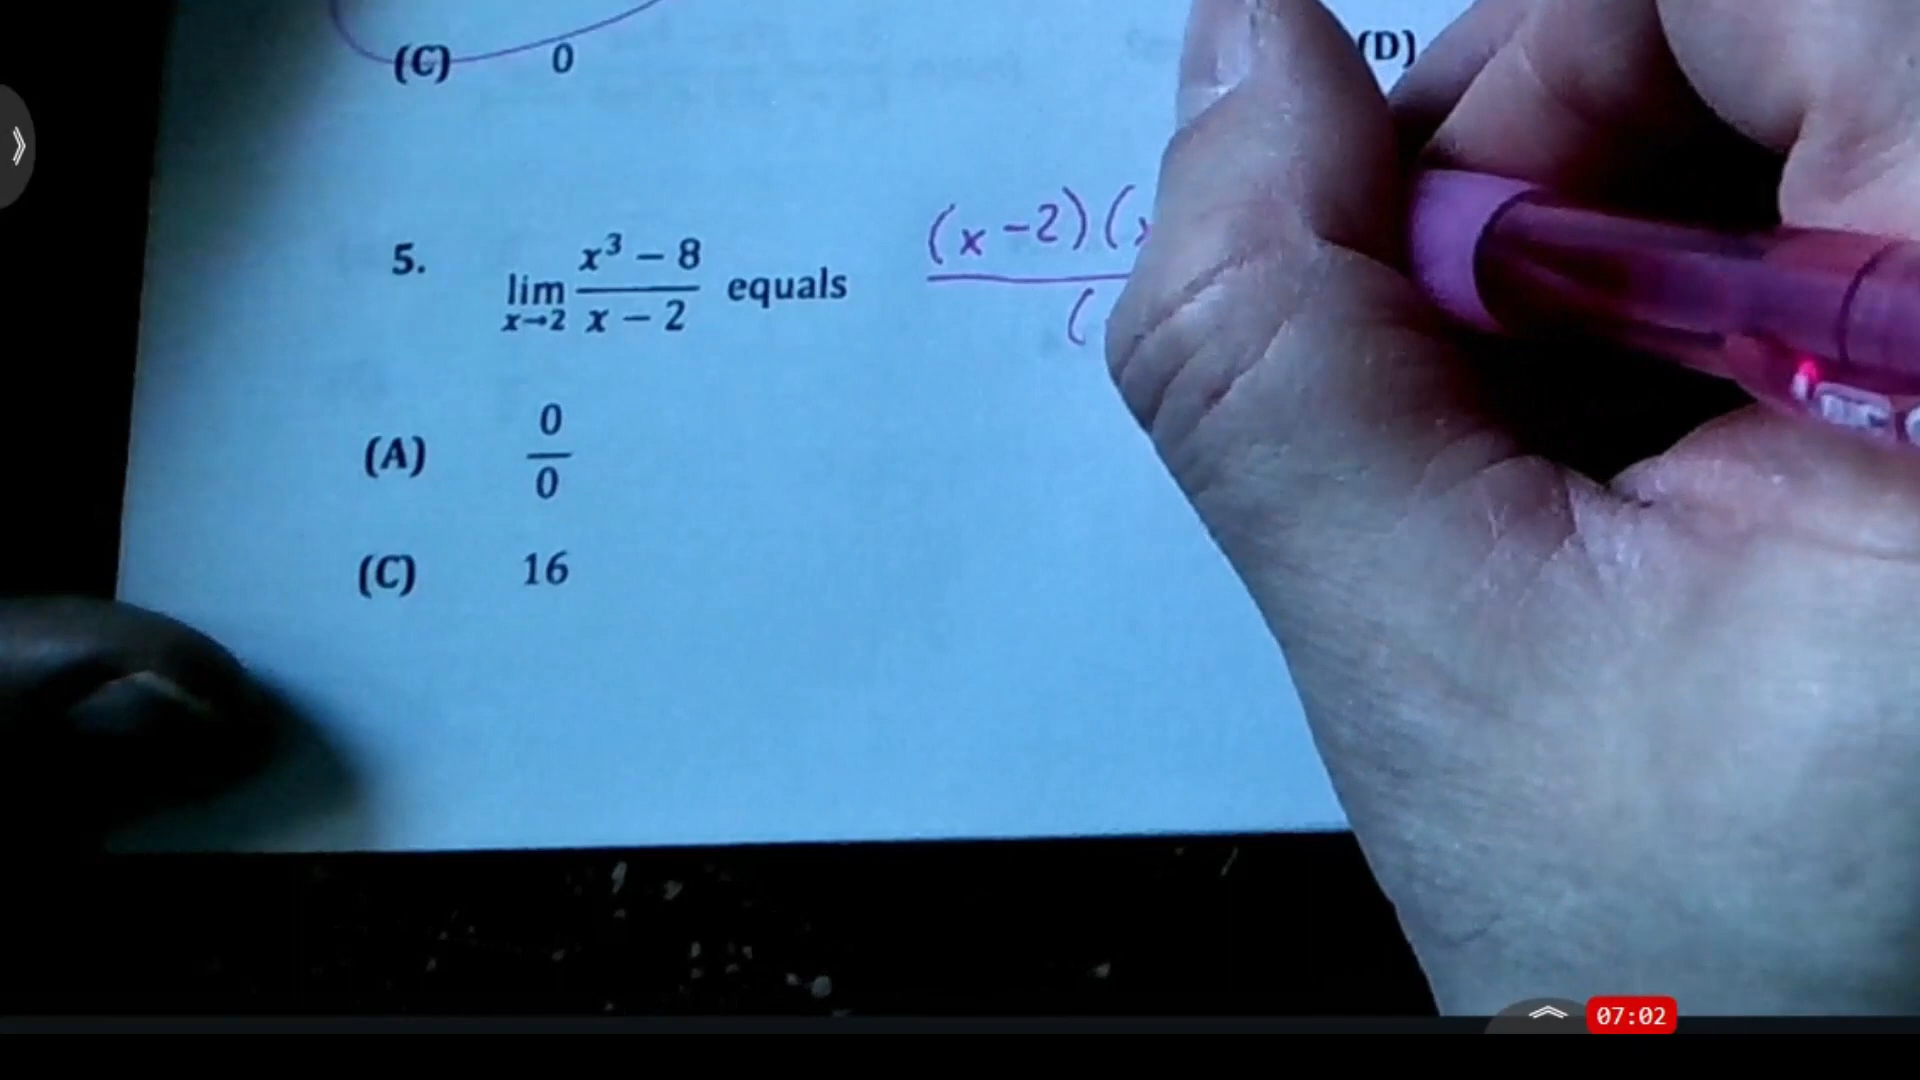 (C) 0 (D)
5. lim x→2 x³ − 8 / x − 2 equals
(x − 2)(
(
(A) 0/0
(C) 16
07:02